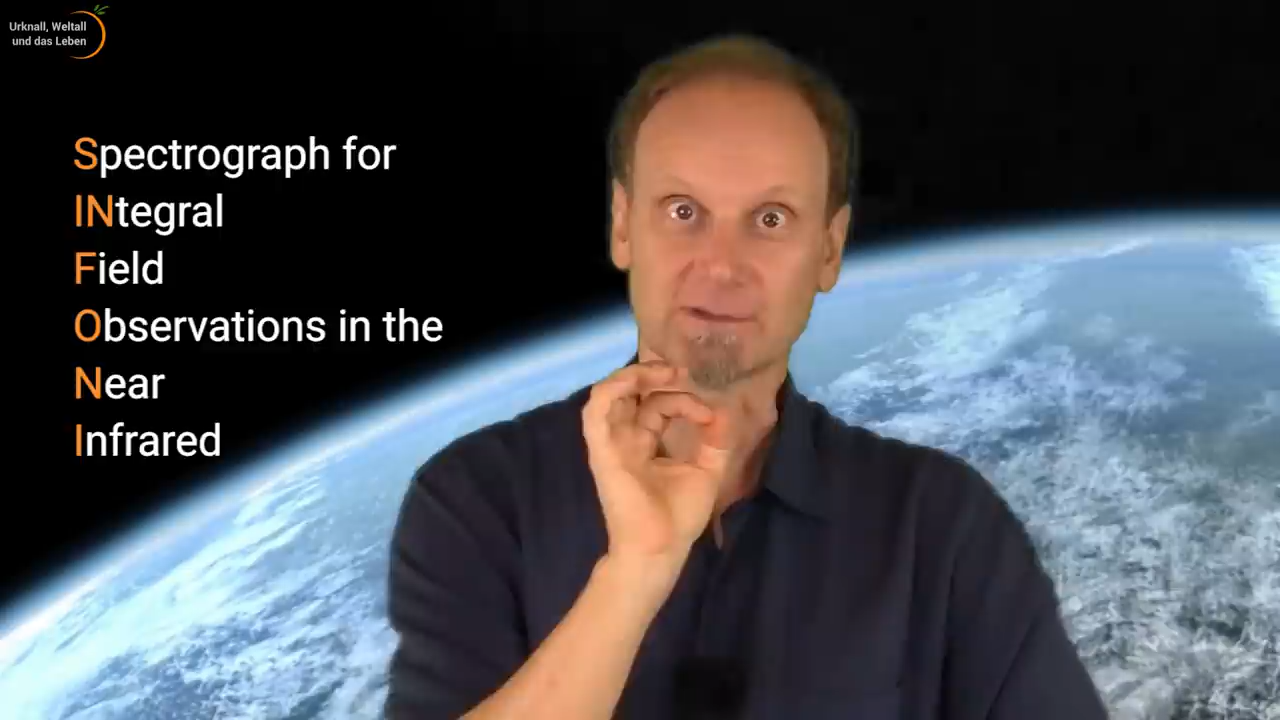 Urknall, Weltall
und das Leben
Spectrograph for
INtegral
Field
Observations in the
Near
Infrared